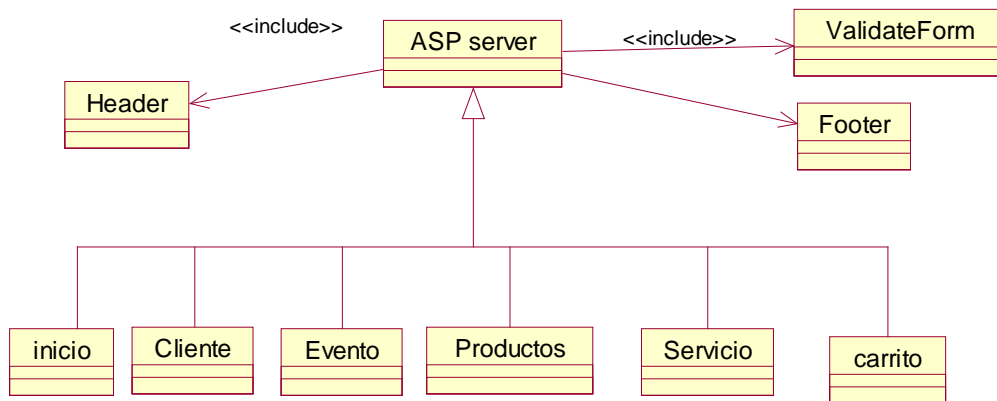 <<include>>
ASP server
<<include>>
ValidateForm
Header
Footer
inicio
Cliente
Evento
Productos
Servicio
carrito